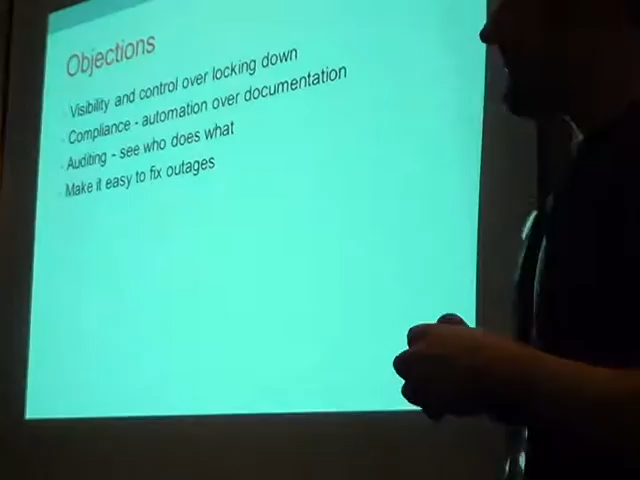 Objections
Visibility and control over locking down
Compliance - automation over documentation
Auditing - see who does what
Make it easy to fix outages